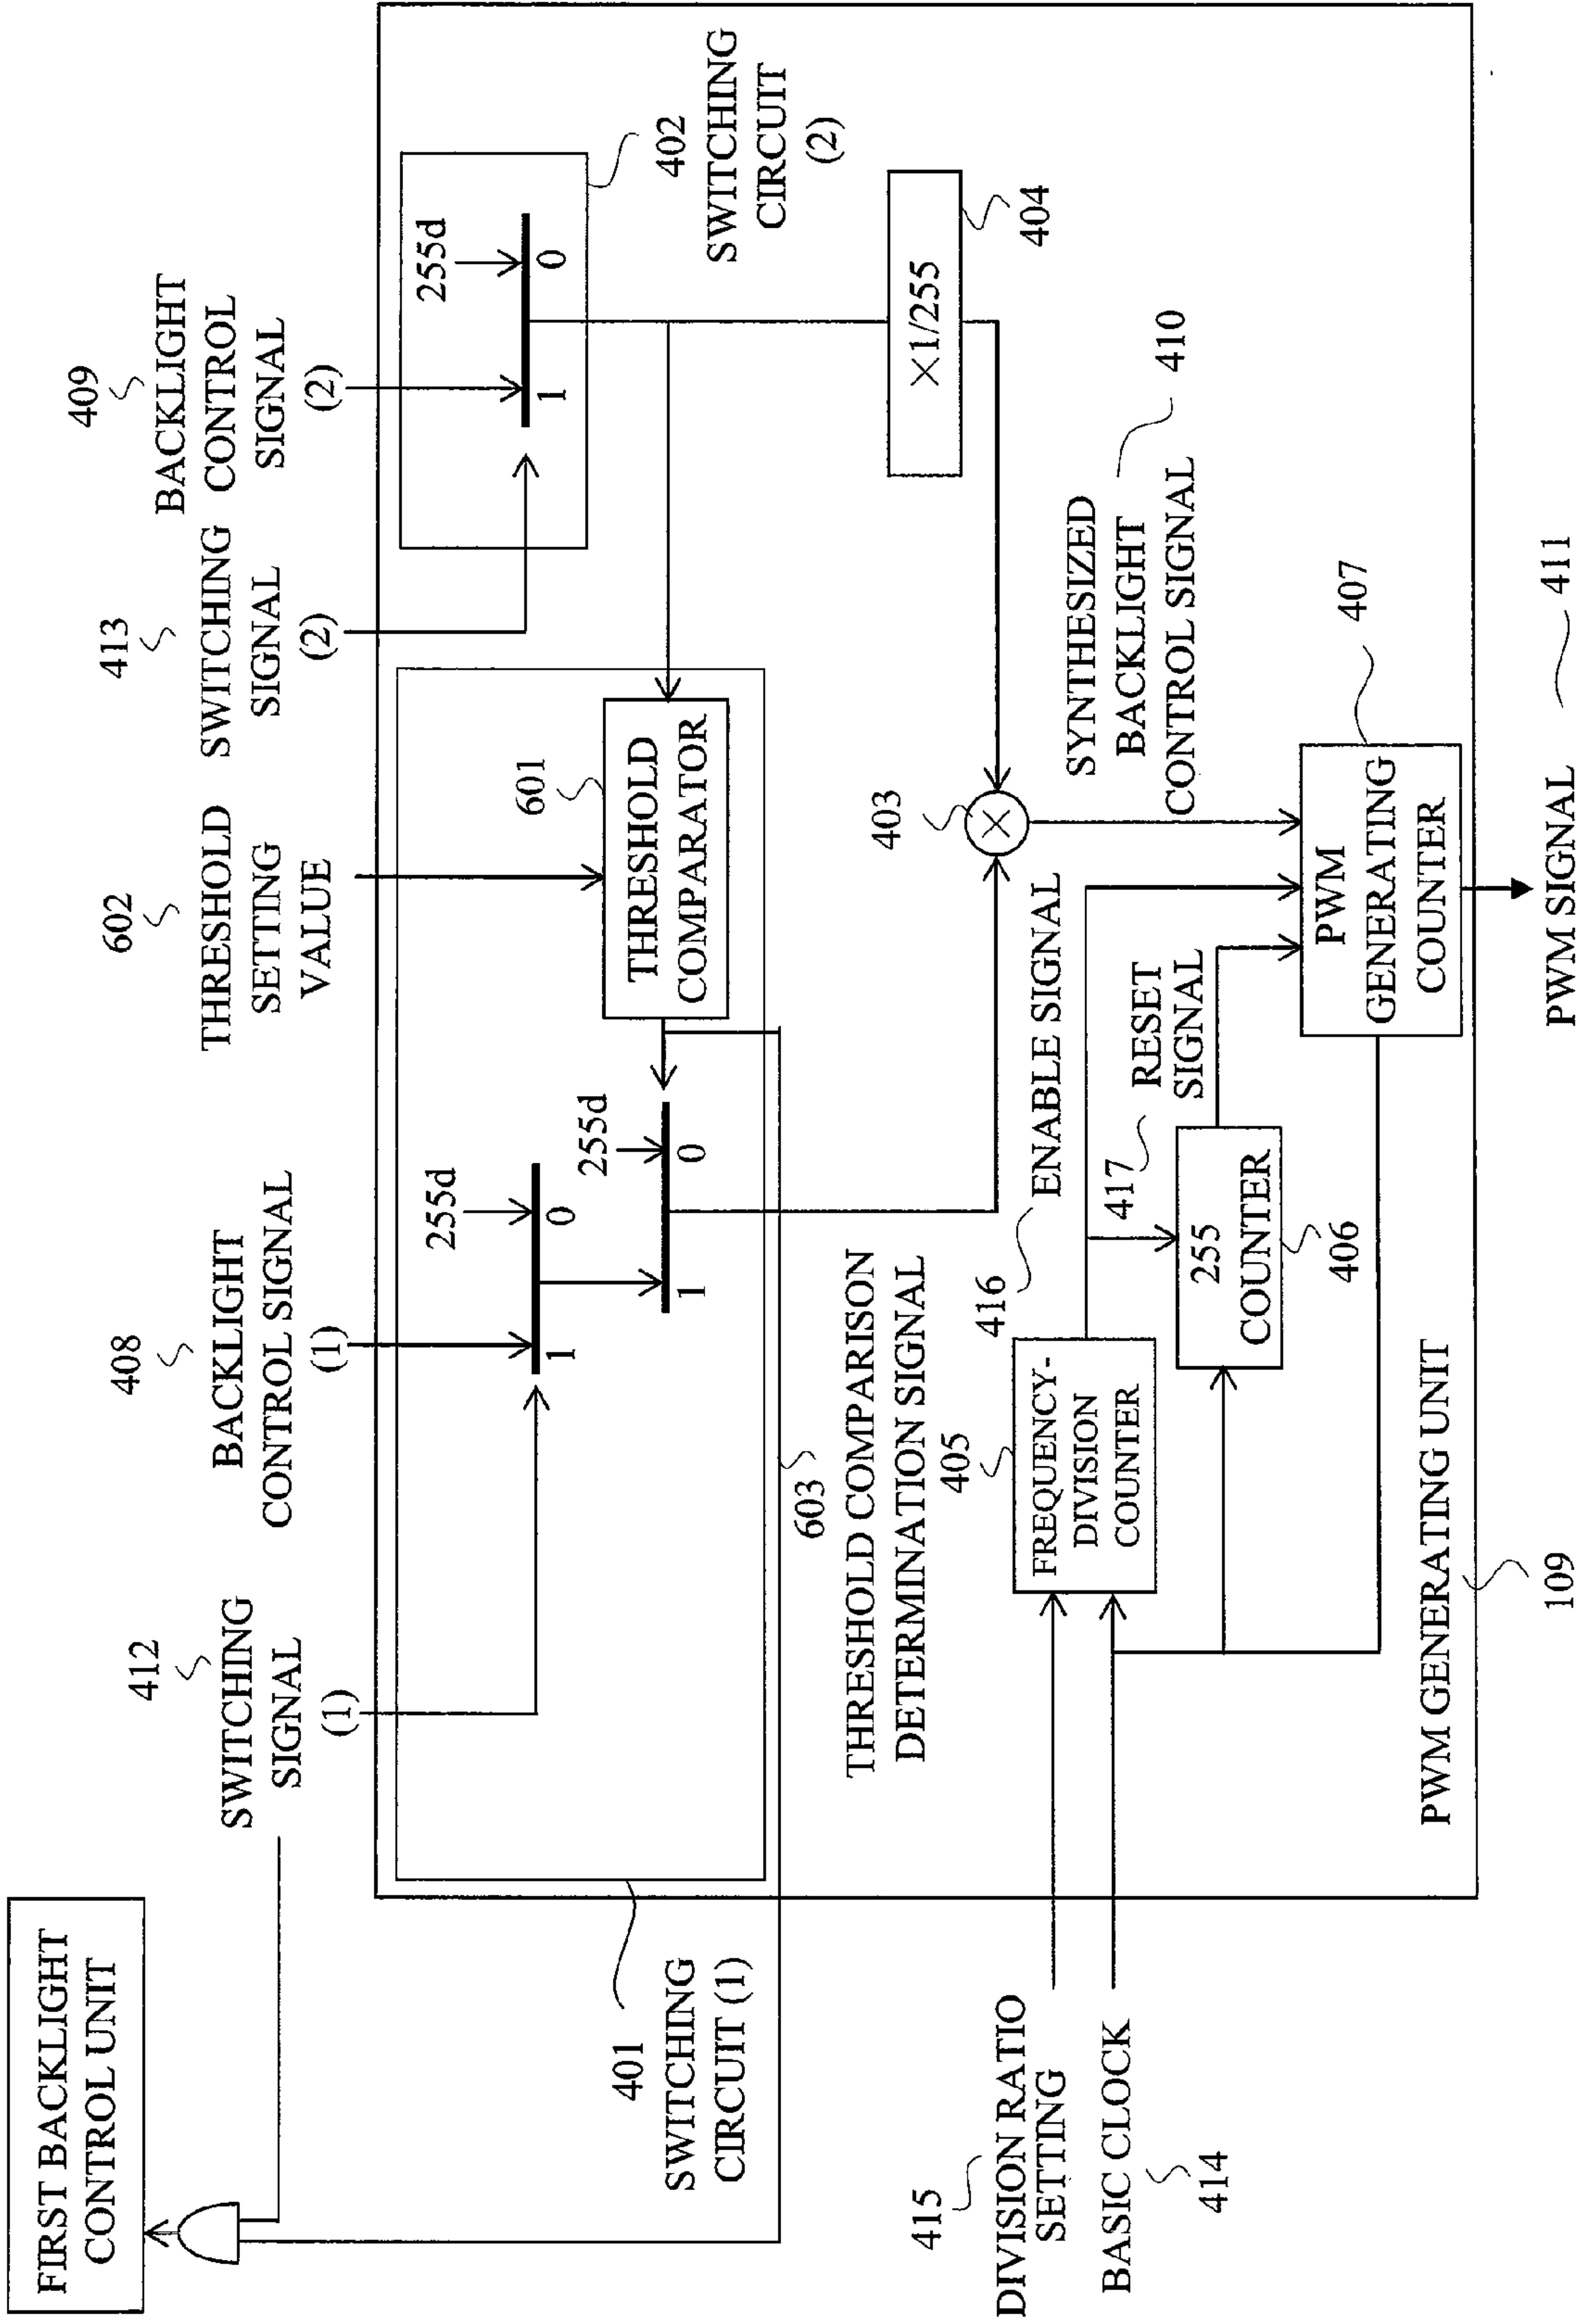 FIRST BACKLIGHT
CONTROL UNIT
412
SWITCHING
SIGNAL
(1)
408
BACKLIGHT
CONTROL SIGNAL
(1)
602
THRESHOLD
SETTING
VALUE
413
SWITCHING
SIGNAL
(2)
409
BACKLIGHT
CONTROL
SIGNAL
(2)
255d
1
0
255d
1
0
601
THRESHOLD
COMPARATOR
255d
1
0
402
SWITCHING
CIRCUIT
(2)
401
SWITCHING
CIRCUIT (1)
603
THRESHOLD COMPARISON
DETERMINATION SIGNAL
403
×
×1/255
404
415
DIVISION RATIO
SETTING
BASIC CLOCK
414
405
FREQUENCY-
DIVISION
COUNTER
416
ENABLE SIGNAL
417
RESET
SIGNAL
255
COUNTER
406
SYNTHESIZED
BACKLIGHT
CONTROL SIGNAL
410
407
PWM
GENERATING
COUNTER
PWM GENERATING UNIT
109
PWM SIGNAL
411